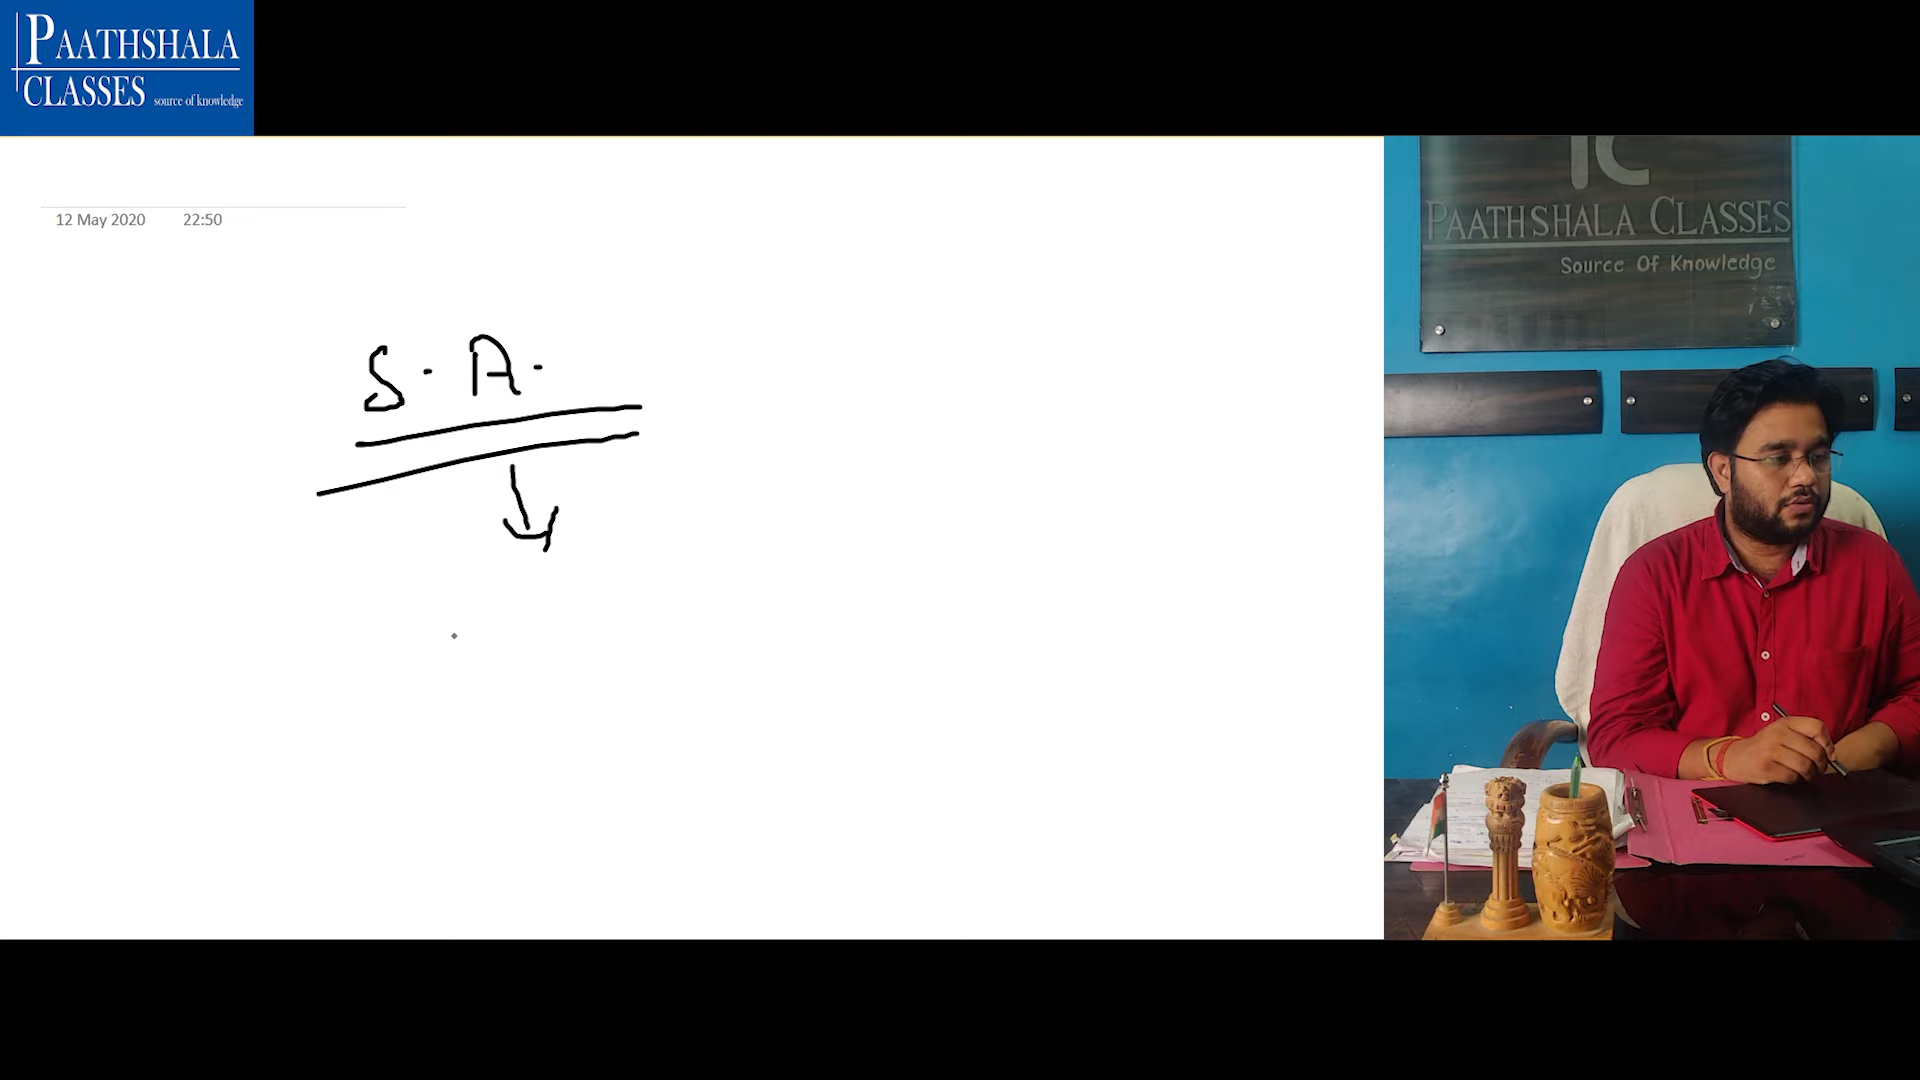 PAATHSHALA
CLASSES source of knowledge
12 May 2020 22:50
S. A.
PAATHSHALA CLASSES
Source Of Knowledge